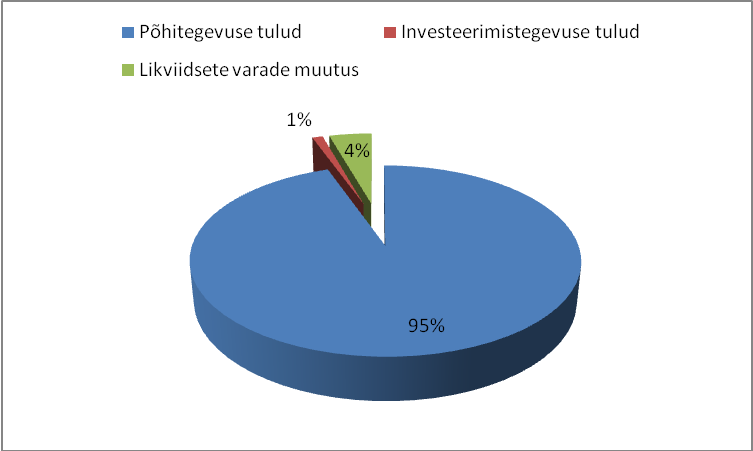 Põhitegevuse tulud
Investeerimistegevuse tulud
Likviidsete varade muutus
1%
4%
95%